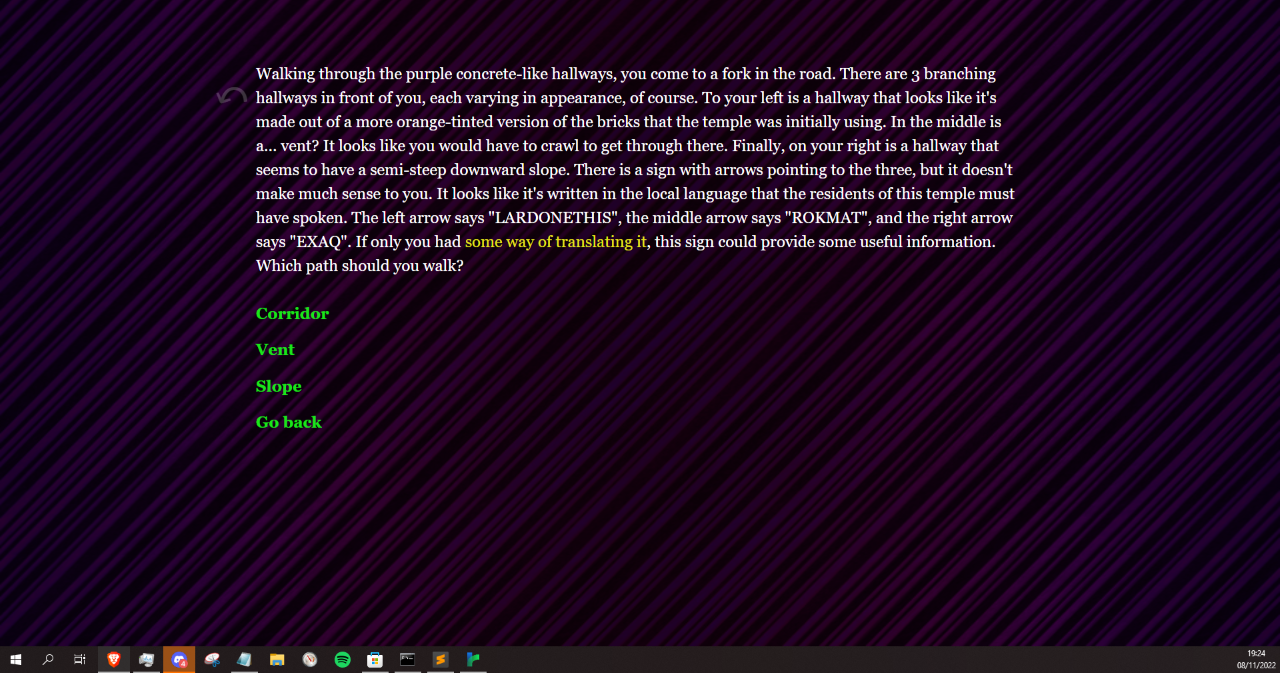 Walking through the purple concrete-like hallways, you come to a fork in the road. There are 3 branching
hallways in front of you, each varying in appearance, of course. To your left is a hallway that looks like it's
made out of a more orange-tinted version of the bricks that the temple was initially using. In the middle is
a... vent? It looks like you would have to crawl to get through there. Finally, on your right is a hallway that
seems to have a semi-steep downward slope. There is a sign with arrows pointing to the three, but it doesn't
make much sense to you. It looks like it's written in the local language that the residents of this temple must
have spoken. The left arrow says "LARDONETHIS", the middle arrow says "ROKMAT", and the right arrow
says "EXAQ". If only you had some way of translating it, this sign could provide some useful information.
Which path should you walk?
Corridor
Vent
Slope
Go back
19:24
08/11/2022